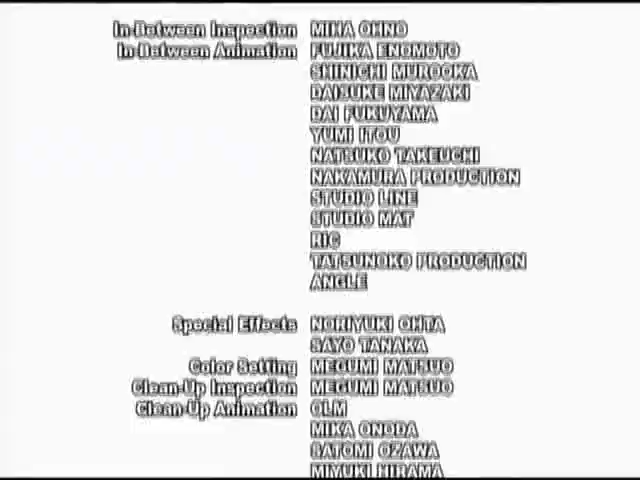 In-Between Inspection MIHA OHNO
In-Between Animation FUJIKA ENOMOTO
SHINICHI MUROOKA
DAISUKE MIYAZAKI
DAI FUKUYAMA
YUMI ITOU
NATSUKO TAKEUCHI
NAKAMURA PRODUCTION
STUDIO LINE
STUDIO MAT
RIC
TATSUNOKO PRODUCTION
ANGLE
Special Effects NORIYUKI OHTA
SAYO TANAKA
Color Setting MEGUMI MATSUO
Clean-Up Inspection MEGUMI MATSUO
Clean-Up Animation OLM
MIKA ONODA
SATOMI OZAWA
MIYUKI HIRAMA